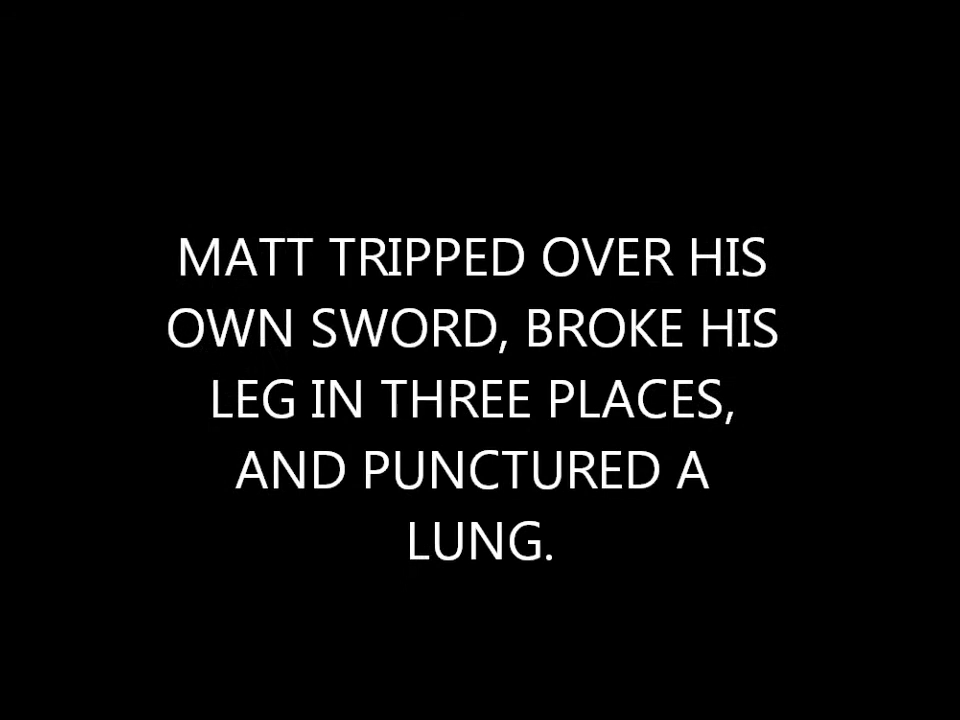 MATT TRIPPED OVER HIS
OWN SWORD, BROKE HIS
LEG IN THREE PLACES,
AND PUNCTURED A
LUNG.